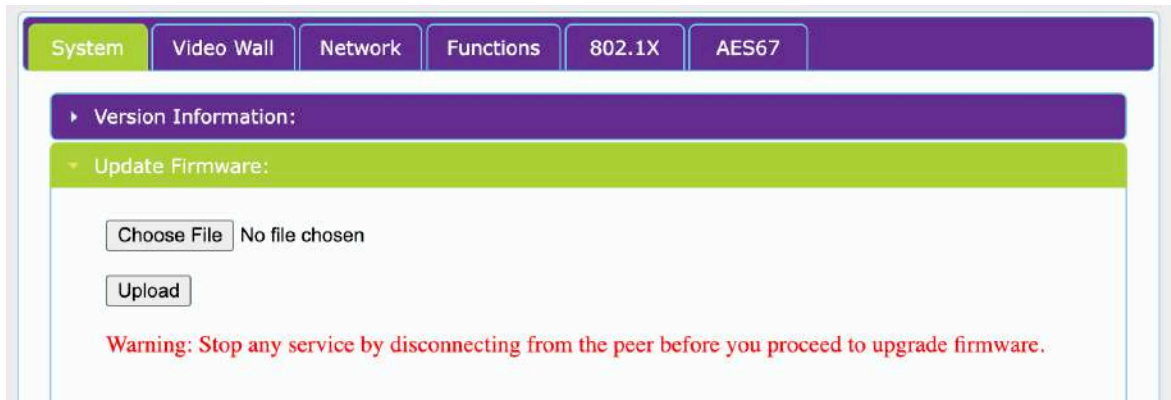 System Video Wall Network Functions 802.1X AES67
Version Information:
Update Firmware:
Choose File No file chosen
Upload
Warning: Stop any service by disconnecting from the peer before you proceed to upgrade firmware.